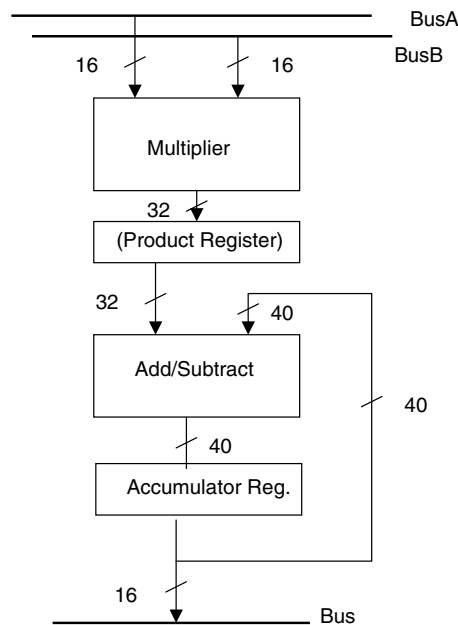 BusA
BusB
16 16
Multiplier
32
(Product Register)
32 40
Add/Subtract
40
40
Accumulator Reg.
16
Bus